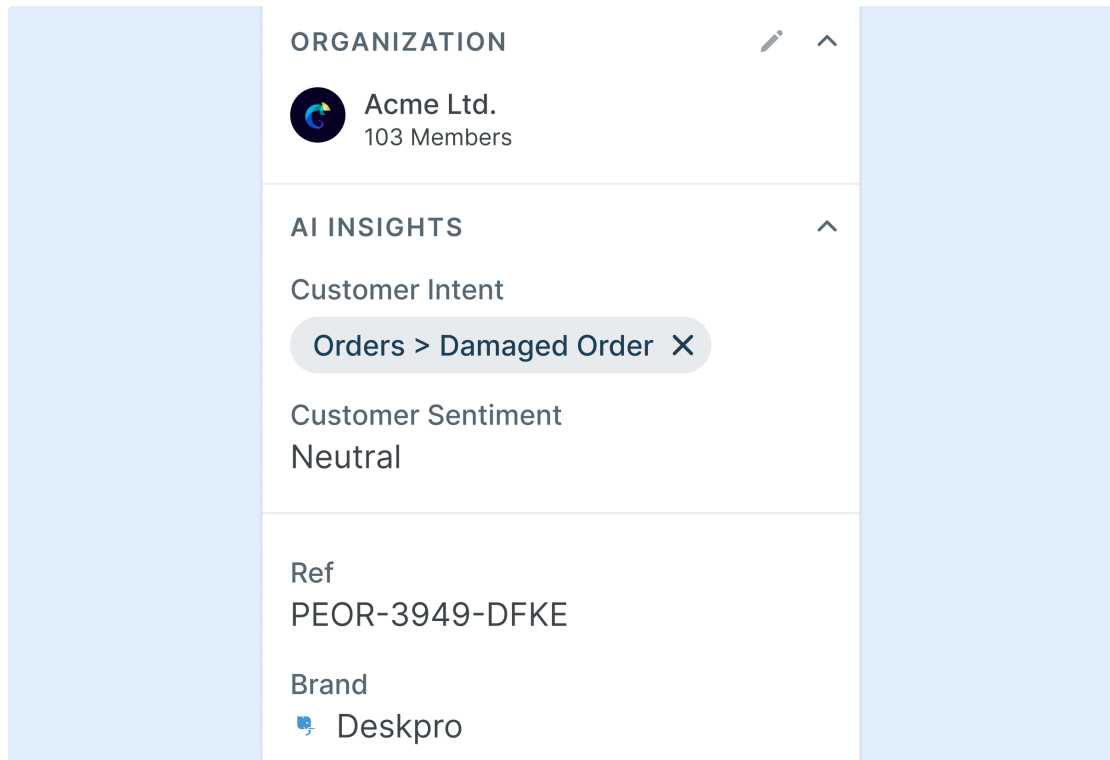 ORGANIZATION
Acme Ltd.
103 Members
AI INSIGHTS
Customer Intent
Orders > Damaged Order
Customer Sentiment
Neutral
Ref
PEOR-3949-DFKE
Brand
Deskpro